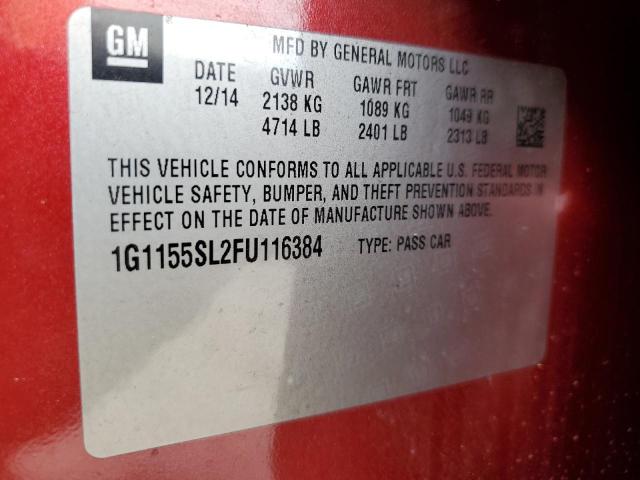 GM
MFD BY GENERAL MOTORS LLC
DATE GVWR GAWR FRT GAWR RR
12/14 2138 KG 1089 KG 1049 KG
4714 LB 2401 LB 2313 LB
THIS VEHICLE CONFORMS TO ALL APPLICABLE U.S. FEDERAL MOTOR
VEHICLE SAFETY, BUMPER, AND THEFT PREVENTION STANDARDS IN
EFFECT ON THE DATE OF MANUFACTURE SHOWN ABOVE.
1G1155SL2FU116384 TYPE: PASS CAR